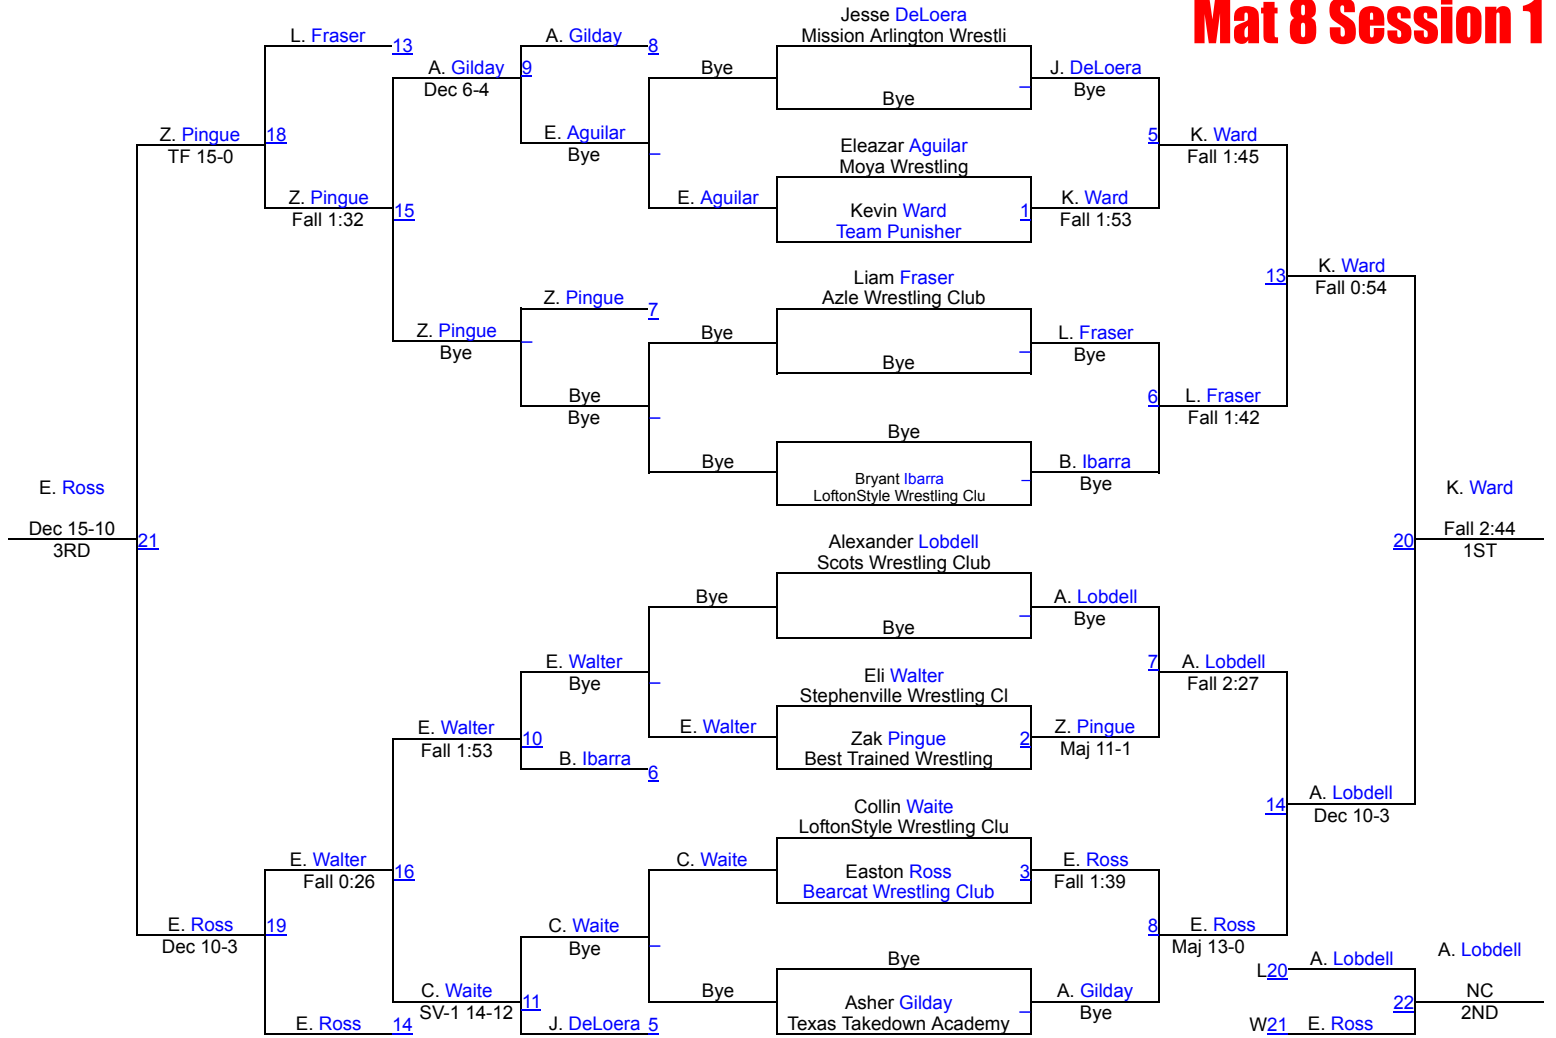 Mat 8 Session 1
Jesse DeLoera
Mission Arlington Wrestli
Bye
Eleazar Aguilar
Moya Wrestling
Kevin Ward
Team Punisher
1
Liam Fraser
Azle Wrestling Club
Bye
Bye
Bryant Ibarra
LoftonStyle Wrestling Clu
Alexander Lobdell
Scots Wrestling Club
Bye
Eli Walter
Stephenville Wrestling Cl
Zak Pingue
Best Trained Wrestling
2
Collin Waite
LoftonStyle Wrestling Clu
Easton Ross
Bearcat Wrestling Club
3
Bye
Asher Gilday
Texas Takedown Academy
J. DeLoera
Bye
5
K. Ward
Fall 1:53
L. Fraser
Bye
6
B. Ibarra
Bye
A. Lobdell
Bye
7
Z. Pingue
Maj 11-1
E. Ross
Fall 1:39
8
A. Gilday
Bye
K. Ward
Fall 1:45
13
L. Fraser
Fall 1:42
A. Lobdell
Fall 2:27
14
E. Ross
Maj 13-0
K. Ward
Fall 0:54
20
A. Lobdell
Dec 10-3
K. Ward
Fall 2:44
1ST
L20
A. Lobdell
22
W21
E. Ross
A. Lobdell
NC
2ND
Bye
E. Aguilar
Bye
Bye
Bye
E. Walter
C. Waite
Bye
A. Gilday 8
E. Aguilar
Bye
Z. Pingue 7
Bye
Bye
E. Walter
Bye
B. Ibarra 6
C. Waite
Bye
J. DeLoera 5
A. Gilday 9
Dec 6-4
Z. Pingue
Bye
E. Walter 10
Fall 1:53
C. Waite 11
SV-1 14-12
L. Fraser 13
Z. Pingue 15
Fall 1:32
E. Walter 16
Fall 0:26
E. Ross 14
Z. Pingue 18
TF 15-0
E. Ross 19
Dec 10-3
E. Ross
Dec 15-10
3RD
21